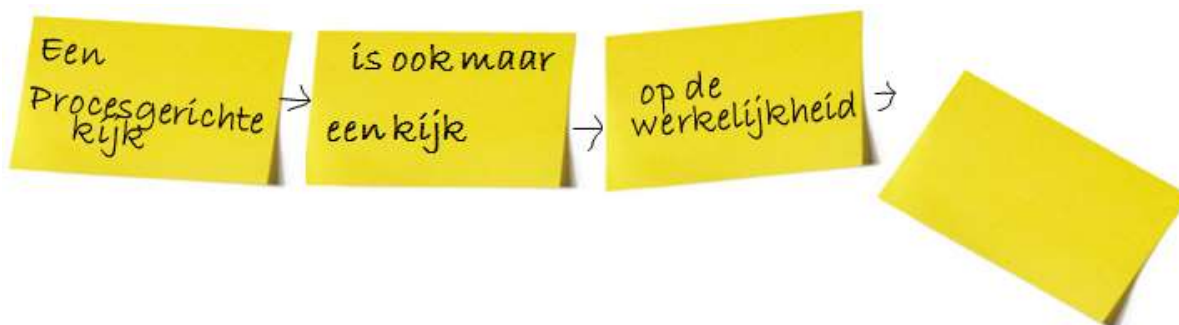 Een
Procesgerichte
kijk
is ook maar
een kijk
op de
werkelijkheid